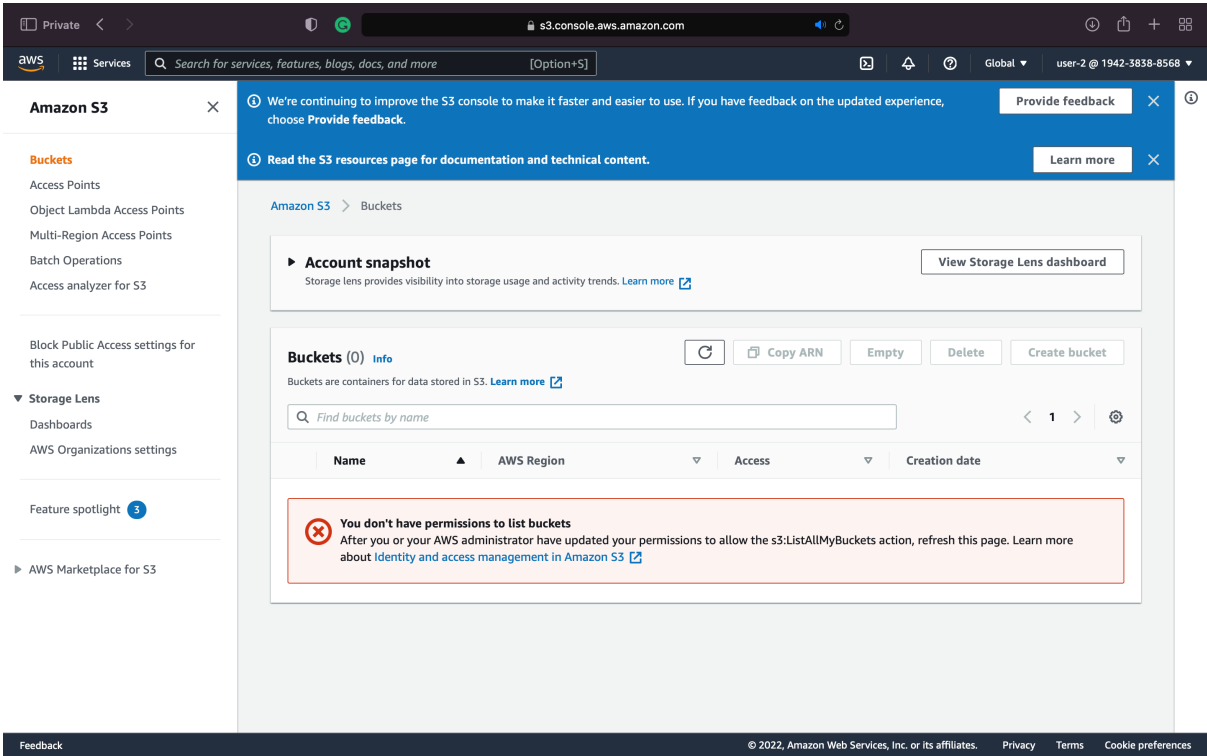 Private
s3.console.aws.amazon.com
aws
Services
Search for services, features, blogs, docs, and more
[Option+S]
Global
user-2 @ 1942-3838-8568
Amazon S3
Buckets
Access Points
Object Lambda Access Points
Multi-Region Access Points
Batch Operations
Access analyzer for S3
Block Public Access settings for
this account
Storage Lens
Dashboards
AWS Organizations settings
Feature spotlight 3
AWS Marketplace for S3
We're continuing to improve the S3 console to make it faster and easier to use. If you have feedback on the updated experience,
choose Provide feedback.
Provide feedback
Read the S3 resources page for documentation and technical content.
Learn more
Amazon S3 > Buckets
Account snapshot
Storage lens provides visibility into storage usage and activity trends. Learn more
View Storage Lens dashboard
Buckets (0) Info
Copy ARN
Empty
Delete
Create bucket
Buckets are containers for data stored in S3. Learn more
Find buckets by name
1
Name
AWS Region
Access
Creation date
You don't have permissions to list buckets
After you or your AWS administrator have updated your permissions to allow the s3:ListAllMyBuckets action, refresh this page. Learn more
about Identity and access management in Amazon S3
Feedback
© 2022, Amazon Web Services, Inc. or its affiliates.
Privacy
Terms
Cookie preferences